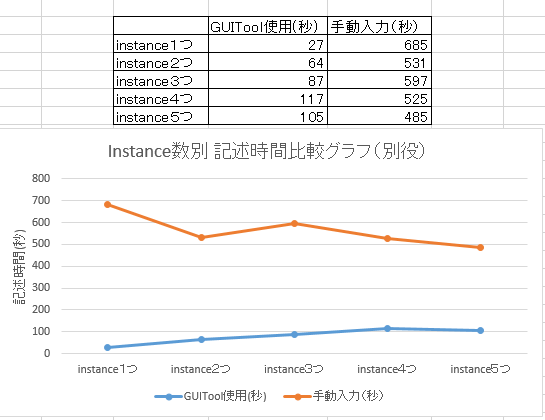 GUITool使用(秒) 手動入力(秒)
instance1つ 27 685
instance2つ 64 531
instance3つ 87 597
instance4つ 117 525
instance5つ 105 485
Instance数別 記述時間比較グラフ(別役)
記述時間(秒)
800
700
600
500
400
300
200
100
0
instance1つ instance2つ instance3つ instance4つ instance5つ
GUITool使用(秒) 手動入力(秒)